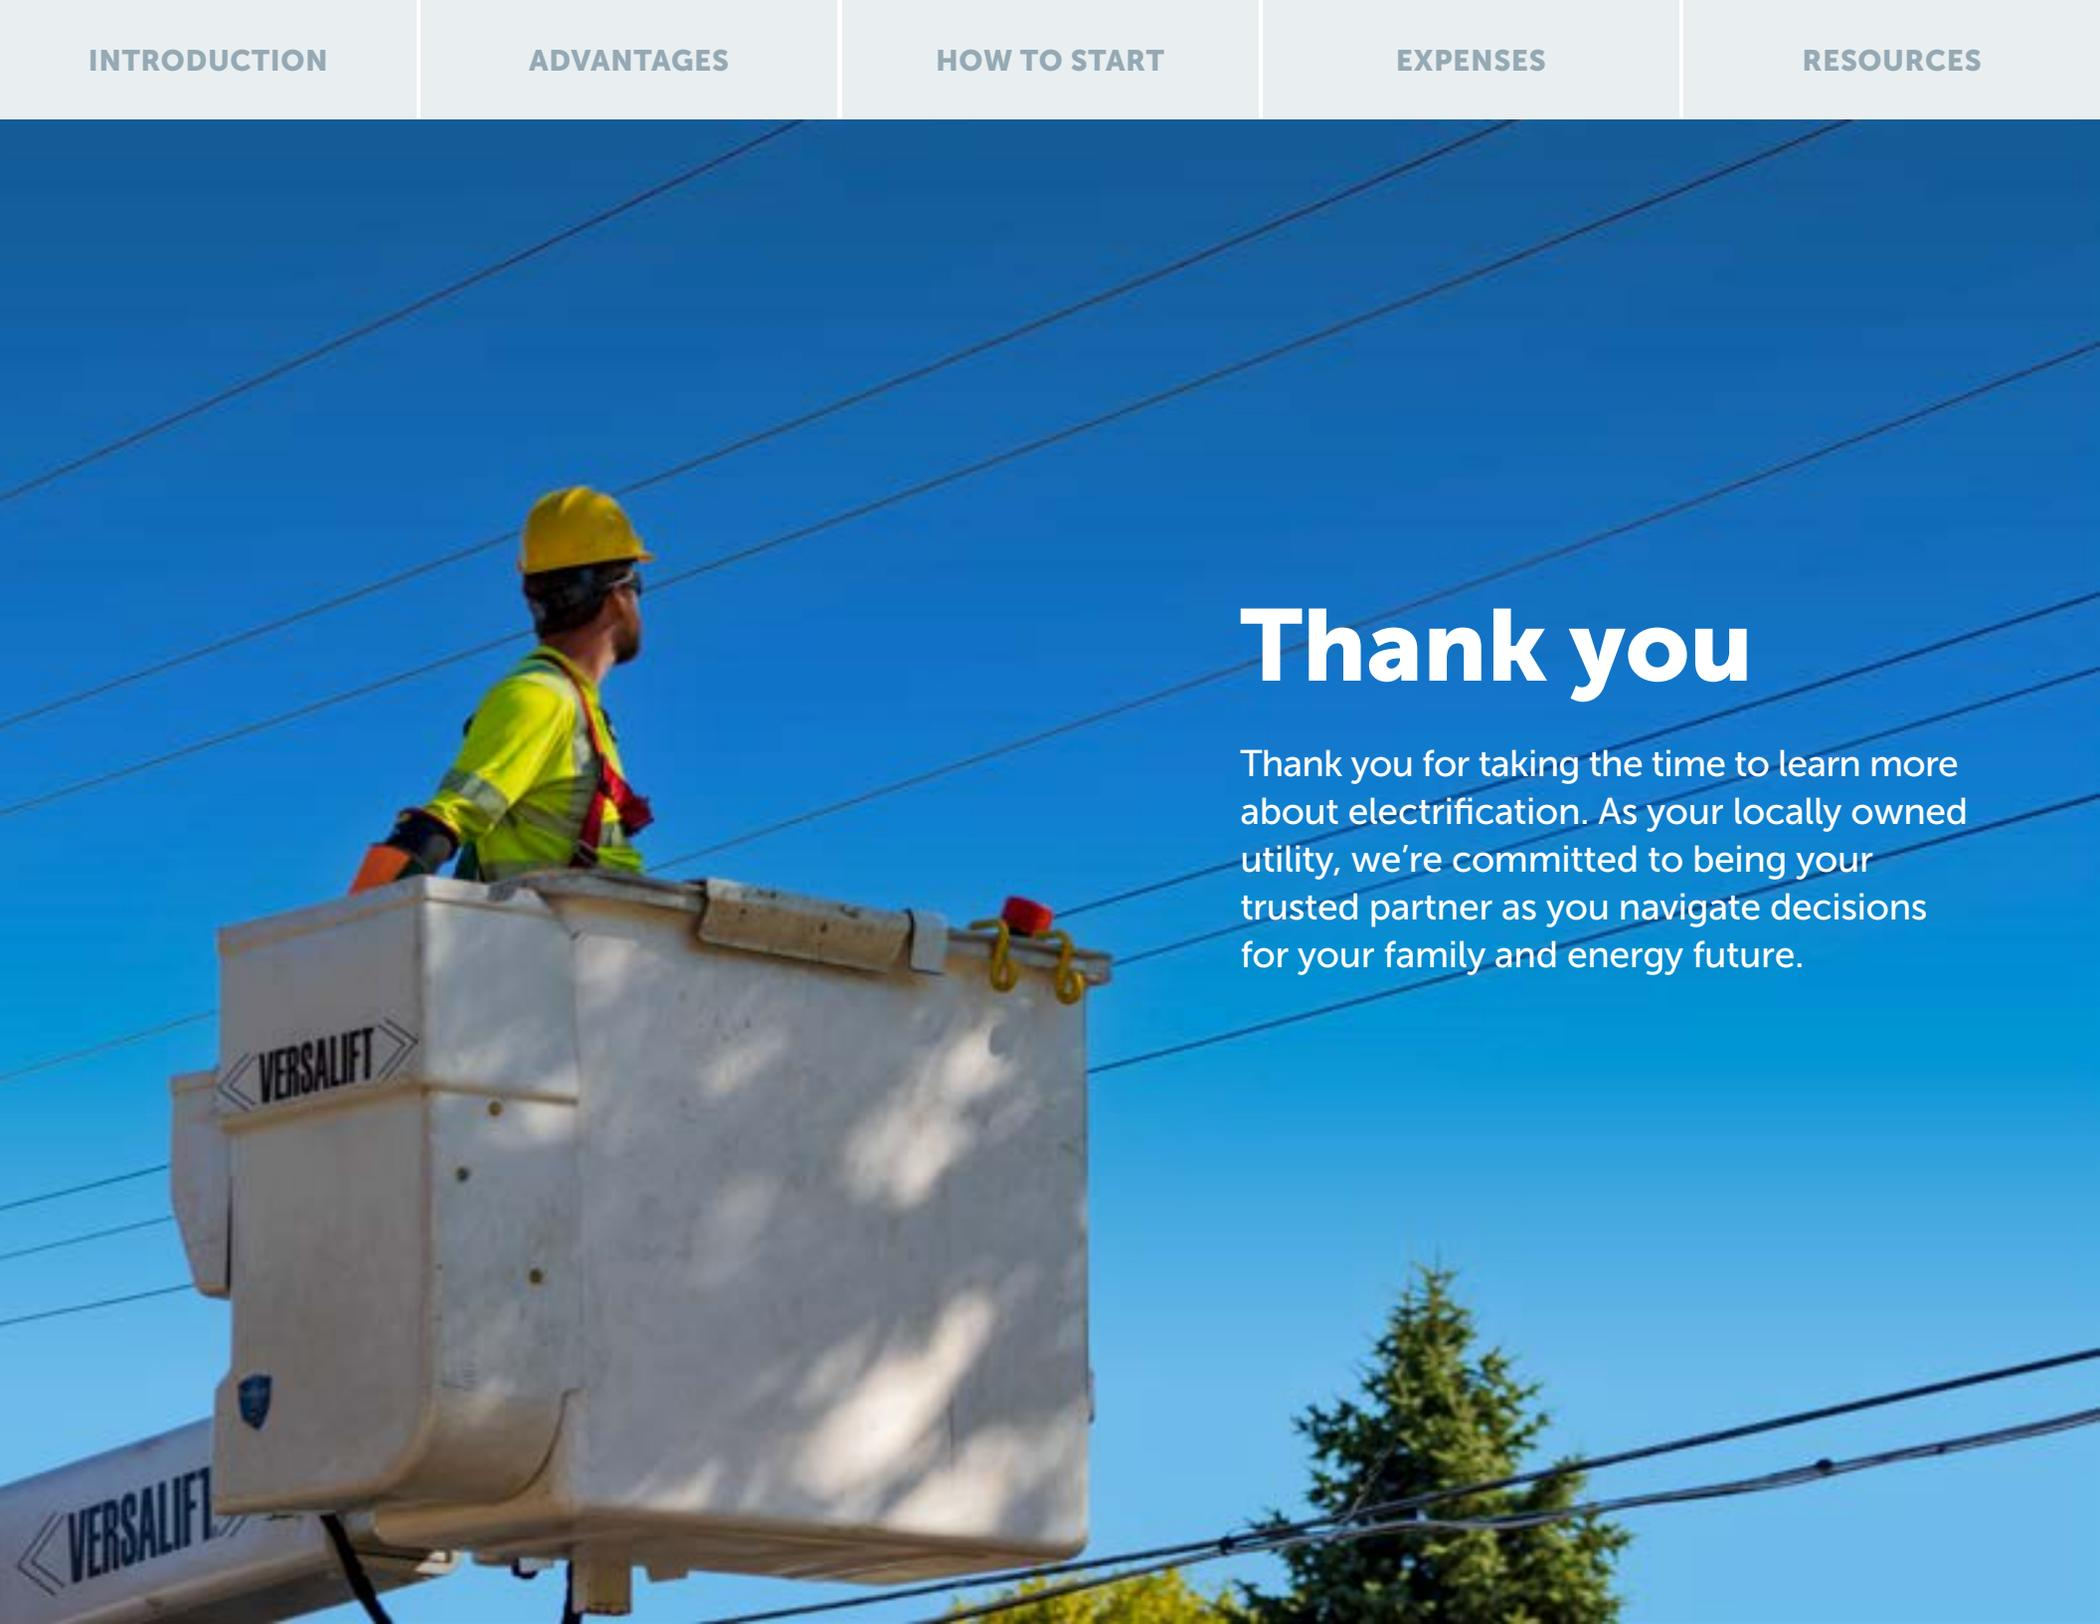 INTRODUCTION
ADVANTAGES
HOW TO START
EXPENSES
RESOURCES
Thank you
Thank you for taking the time to learn more
about electrification. As your locally owned
utility, we’re committed to being your
trusted partner as you navigate decisions
for your family and energy future.
VERSALIFT
VERSALIFT